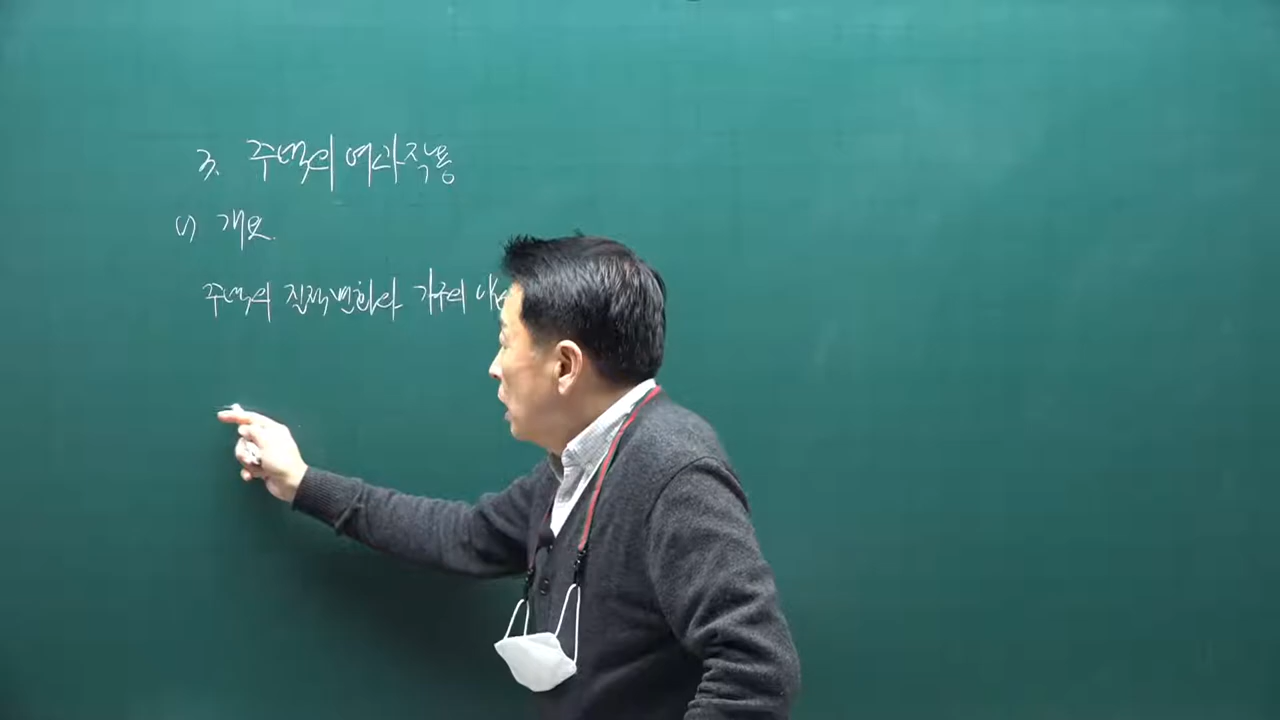 3. 주택의 여과작용
(1) 개요.
주택의 질적변화와 가구의